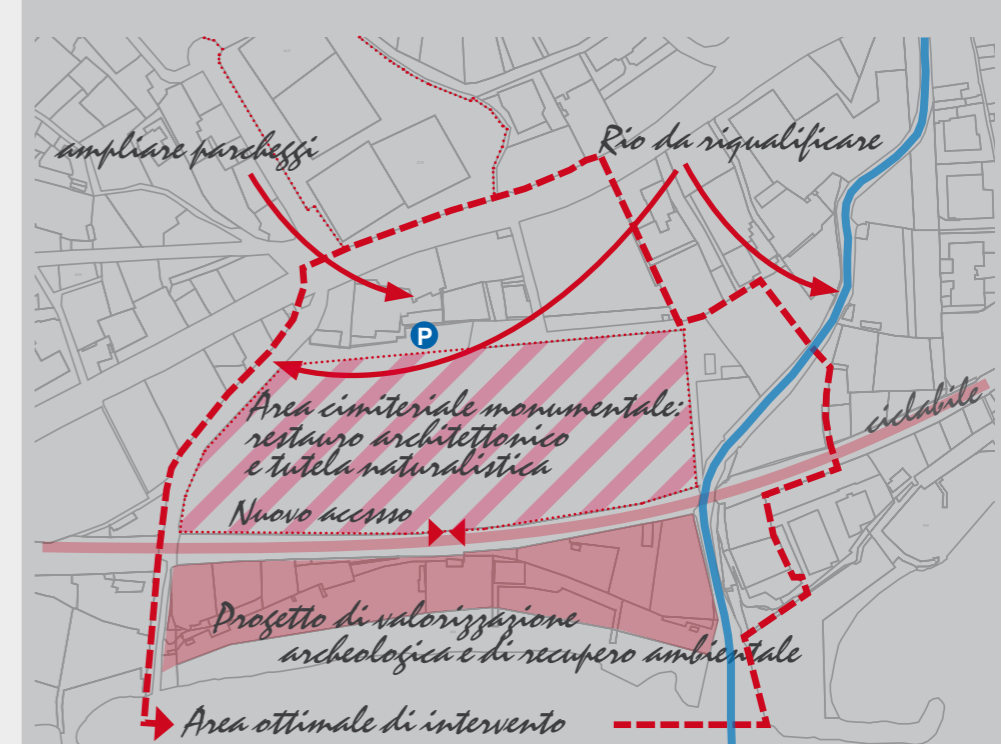 ampliare parcheggi
Rio da riqualificare
P
ciclabile
Area cimiteriale monumentale:
restauro architettonico
e tutela naturalistica
Nuovo accsso
Progetto di valorizzazione
archeologica e di recupero ambientale
Area ottimale di intervento